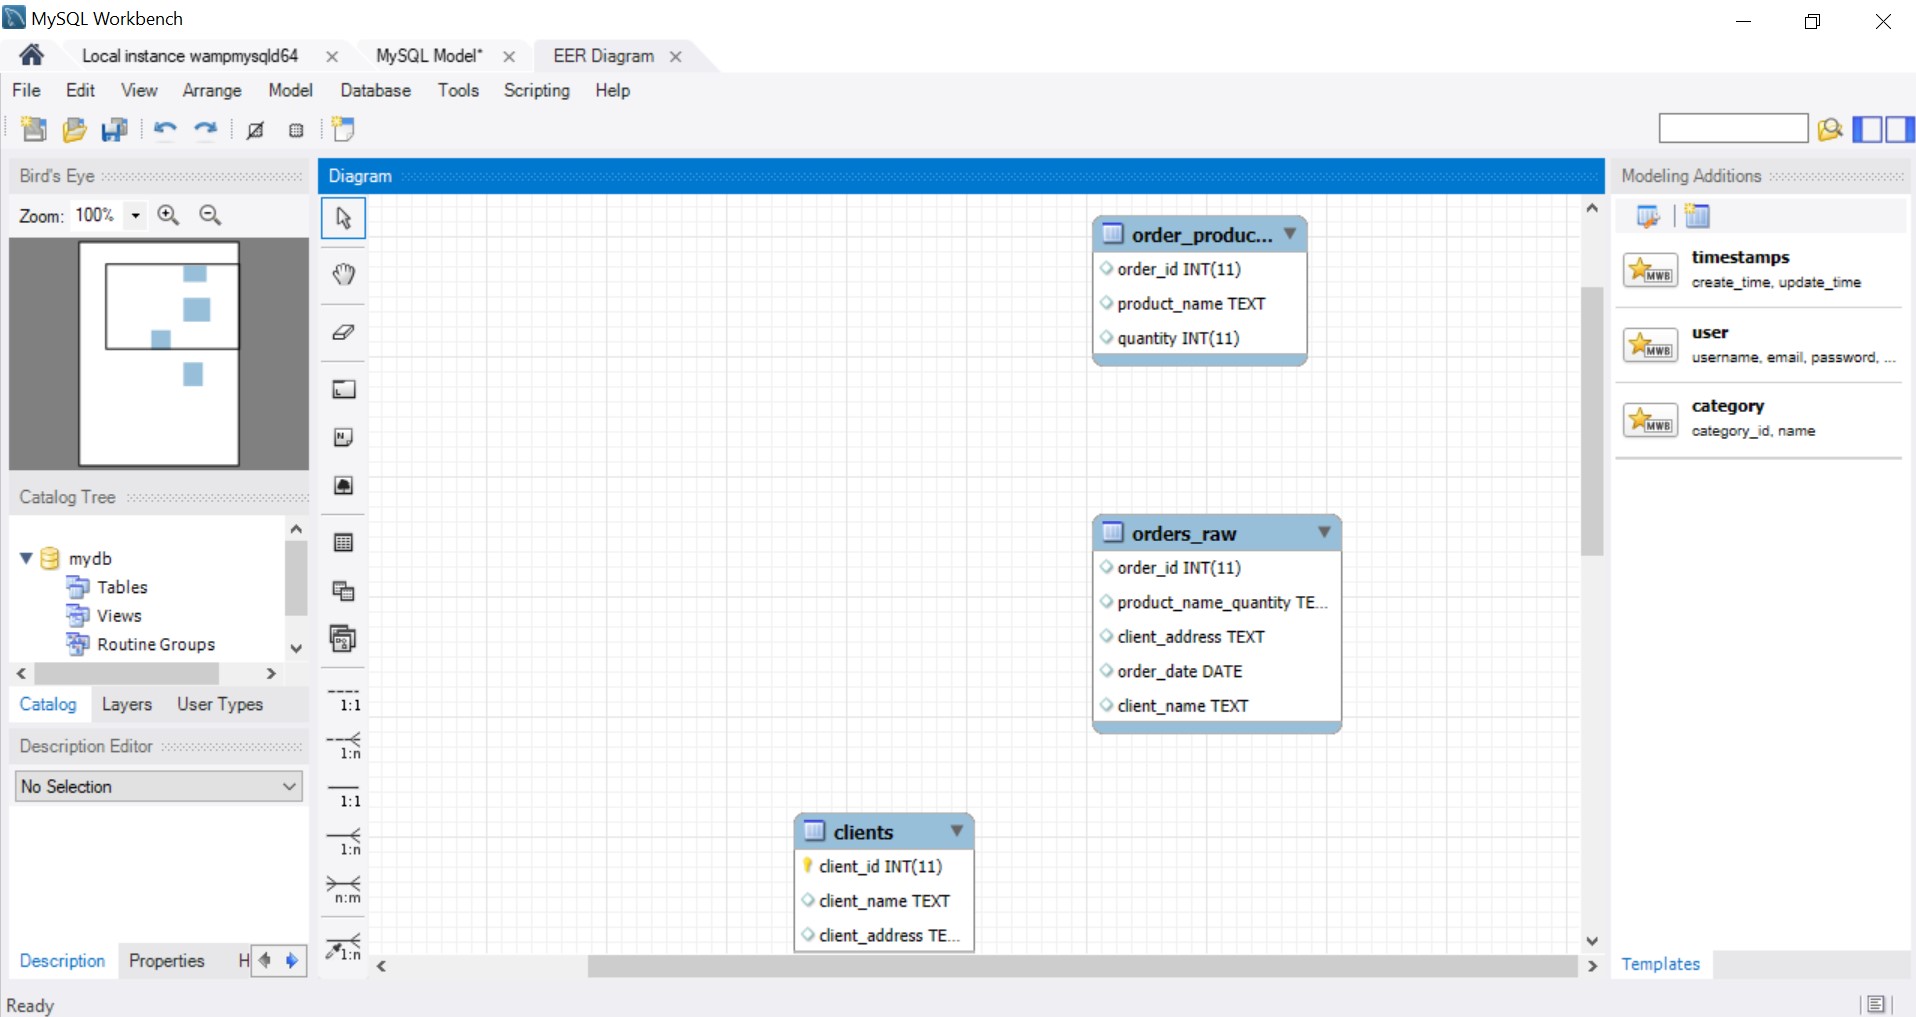 MySQL Workbench
Local instance wampmysqld64
MySQL Model*
EER Diagram
File Edit View Arrange Model Database Tools Scripting Help
Bird's Eye
Zoom: 100%
Catalog Tree
mydb
Tables
Views
Routine Groups
Catalog Layers User Types
Description Editor
No Selection
Description Properties H
Ready
Diagram
1:1
1:n
1:1
1:n
n:m
1:n
order_produc...
order_id INT(11)
product_name TEXT
quantity INT(11)
orders_raw
order_id INT(11)
product_name_quantity TE...
client_address TEXT
order_date DATE
client_name TEXT
clients
client_id INT(11)
client_name TEXT
client_address TE...
Modeling Additions
MWB
timestamps
create_time, update_time
MWB
user
username, email, password, ...
MWB
category
category_id, name
Templates